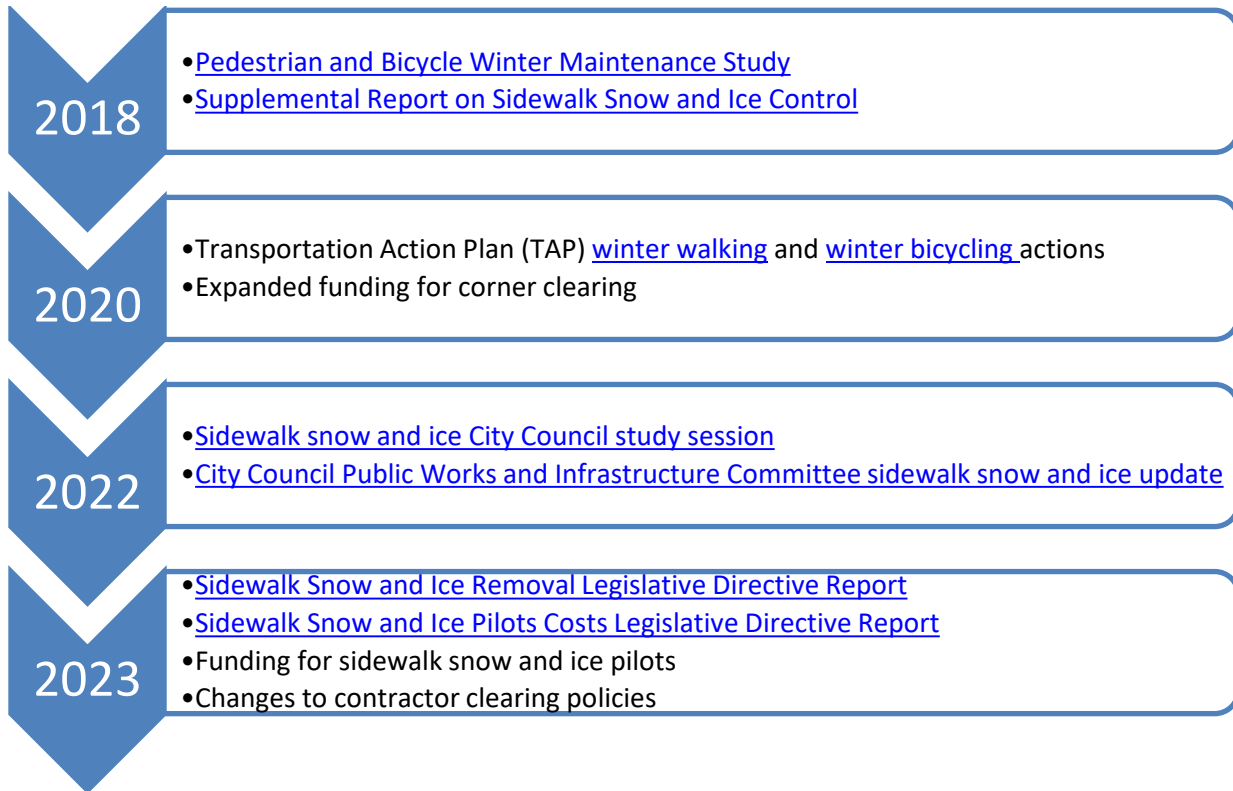 2018
•Pedestrian and Bicycle Winter Maintenance Study
•Supplemental Report on Sidewalk Snow and Ice Control
2020
•Transportation Action Plan (TAP) winter walking and winter bicycling actions
•Expanded funding for corner clearing
2022
•Sidewalk snow and ice City Council study session
•City Council Public Works and Infrastructure Committee sidewalk snow and ice update
2023
•Sidewalk Snow and Ice Removal Legislative Directive Report
•Sidewalk Snow and Ice Pilots Costs Legislative Directive Report
•Funding for sidewalk snow and ice pilots
•Changes to contractor clearing policies